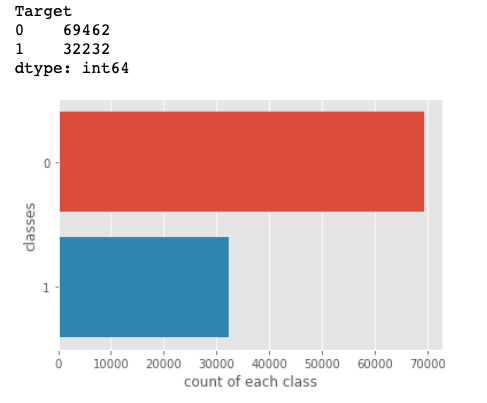 Target
0 69462
1 32232
dtype: int64
0
classes
1
0 10000 20000 30000 40000 50000 60000 70000
count of each class